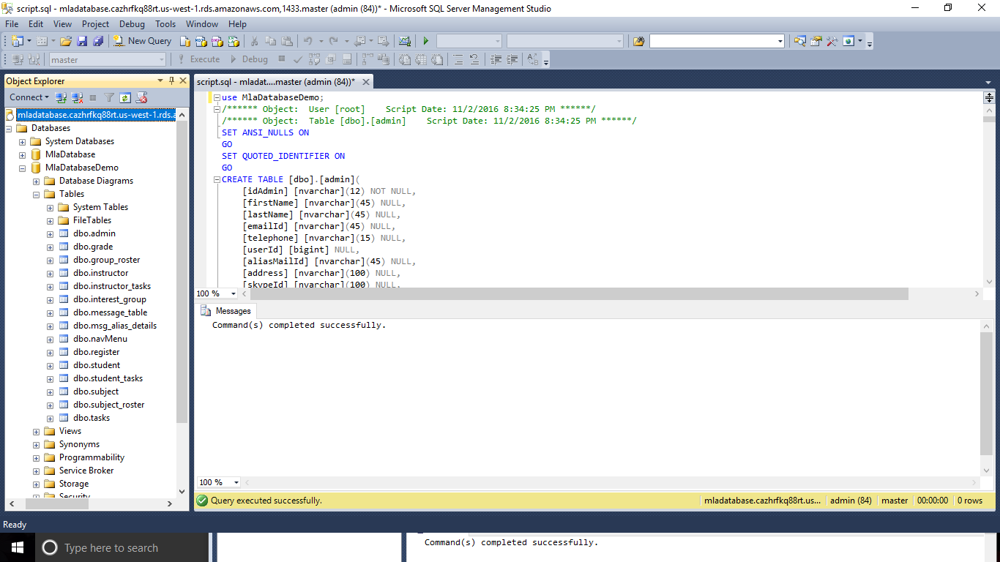 script.sql - mladatabase.cazhrfkq88rt.us-west-1.rds.amazonaws.com,1433.master (admin (84))* - Microsoft SQL Server Management Studio
File Edit View Project Debug Tools Window Help
New Query
master Execute Debug
Object Explorer
Connect
mladatabase.cazhrfkq88rt.us-west-1.rds.a
Databases
System Databases
MlaDatabase
MlaDatabaseDemo
Database Diagrams
Tables
System Tables
FileTables
dbo.admin
dbo.grade
dbo.group_roster
dbo.instructor
dbo.instructor_tasks
dbo.interest_group
dbo.message_table
dbo.msg_alias_details
dbo.navMenu
dbo.register
dbo.student
dbo.student_tasks
dbo.subject
dbo.subject_roster
dbo.tasks
Views
Synonyms
Programmability
Service Broker
Storage
Security
script.sql - mladat....master (admin (84))*
use MlaDatabaseDemo;
/****** Object:  User [root]    Script Date: 11/2/2016 8:34:25 PM ******/
/****** Object:  Table [dbo].[admin]    Script Date: 11/2/2016 8:34:25 PM ******/
SET ANSI_NULLS ON
GO
SET QUOTED_IDENTIFIER ON
GO
CREATE TABLE [dbo].[admin](
[idAdmin] [nvarchar](12) NOT NULL,
[firstName] [nvarchar](45) NULL,
[lastName] [nvarchar](45) NULL,
[emailId] [nvarchar](45) NULL,
[telephone] [nvarchar](15) NULL,
[userId] [bigint] NULL,
[aliasMailId] [nvarchar](45) NULL,
[address] [nvarchar](100) NULL,
[skypeId] [nvarchar](100) NULL,
100 %
Messages
Command(s) completed successfully.
100 %
Query executed successfully. mladatabase.cazhrfkq88rt.us... admin (84) master 00:00:00 0 rows
Ready
Type here to search
Command(s) completed successfully.